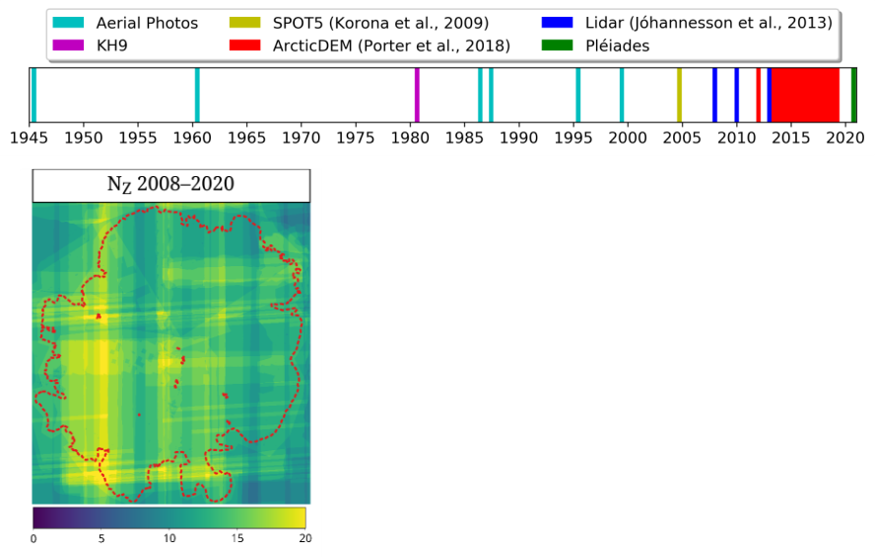 Aerial Photos SPOT5 (Korona et al., 2009) Lidar (Jóhannesson et al., 2013)
KH9 ArcticDEM (Porter et al., 2018) Pléiades
1945 1950 1955 1960 1965 1970 1975 1980 1985 1990 1995 2000 2005 2010 2015 2020
NZ 2008–2020
0 5 10 15 20